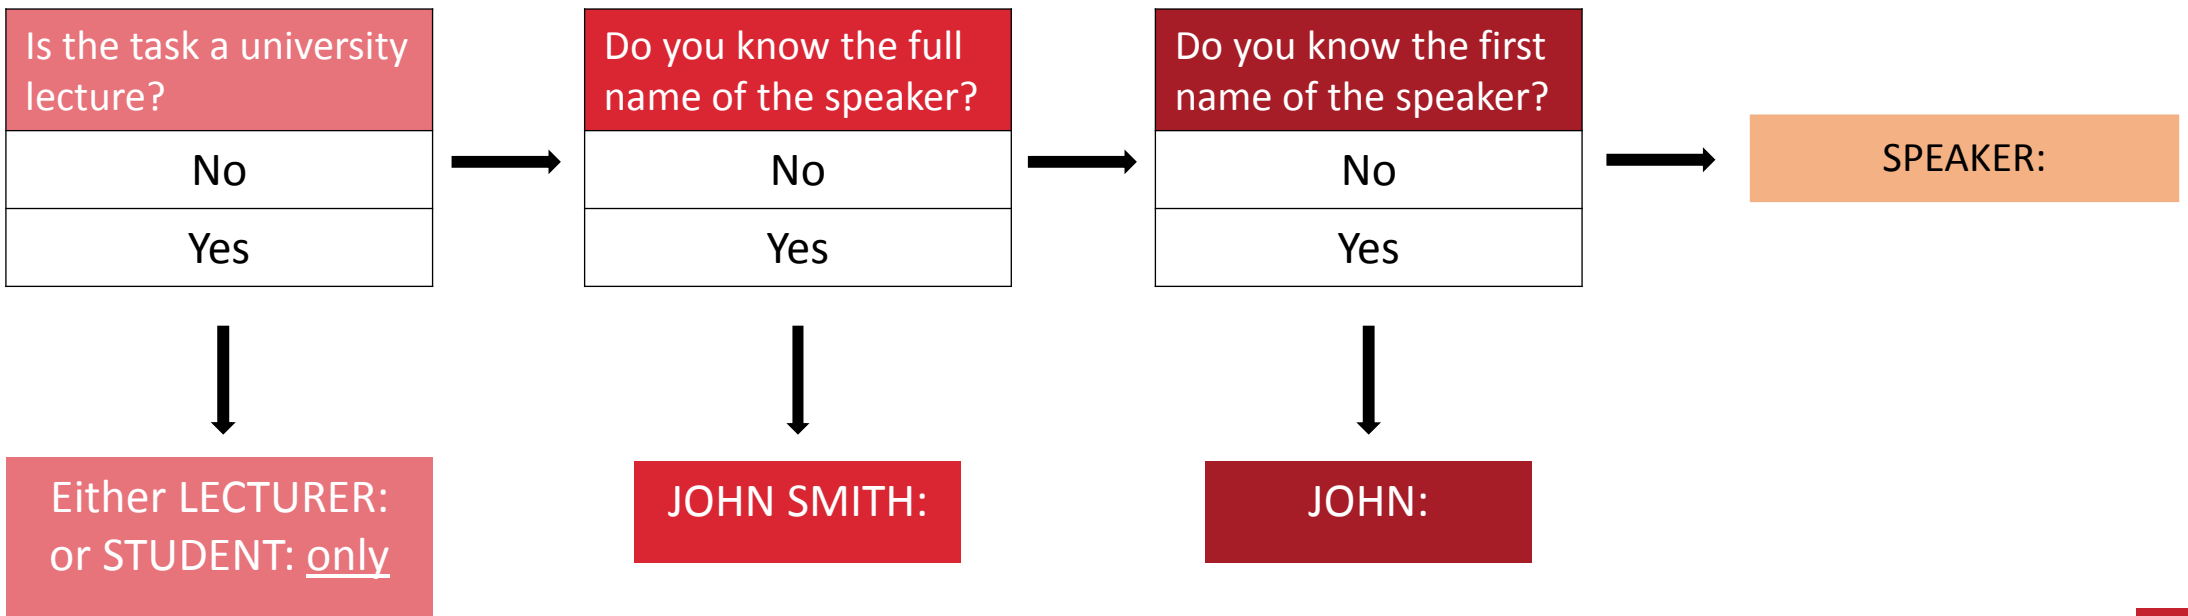 Is the task a university
lecture?
No
Yes
Either LECTURER:
or STUDENT: only
Do you know the full
name of the speaker?
No
Yes
JOHN SMITH:
Do you know the first
name of the speaker?
No
Yes
JOHN:
SPEAKER: